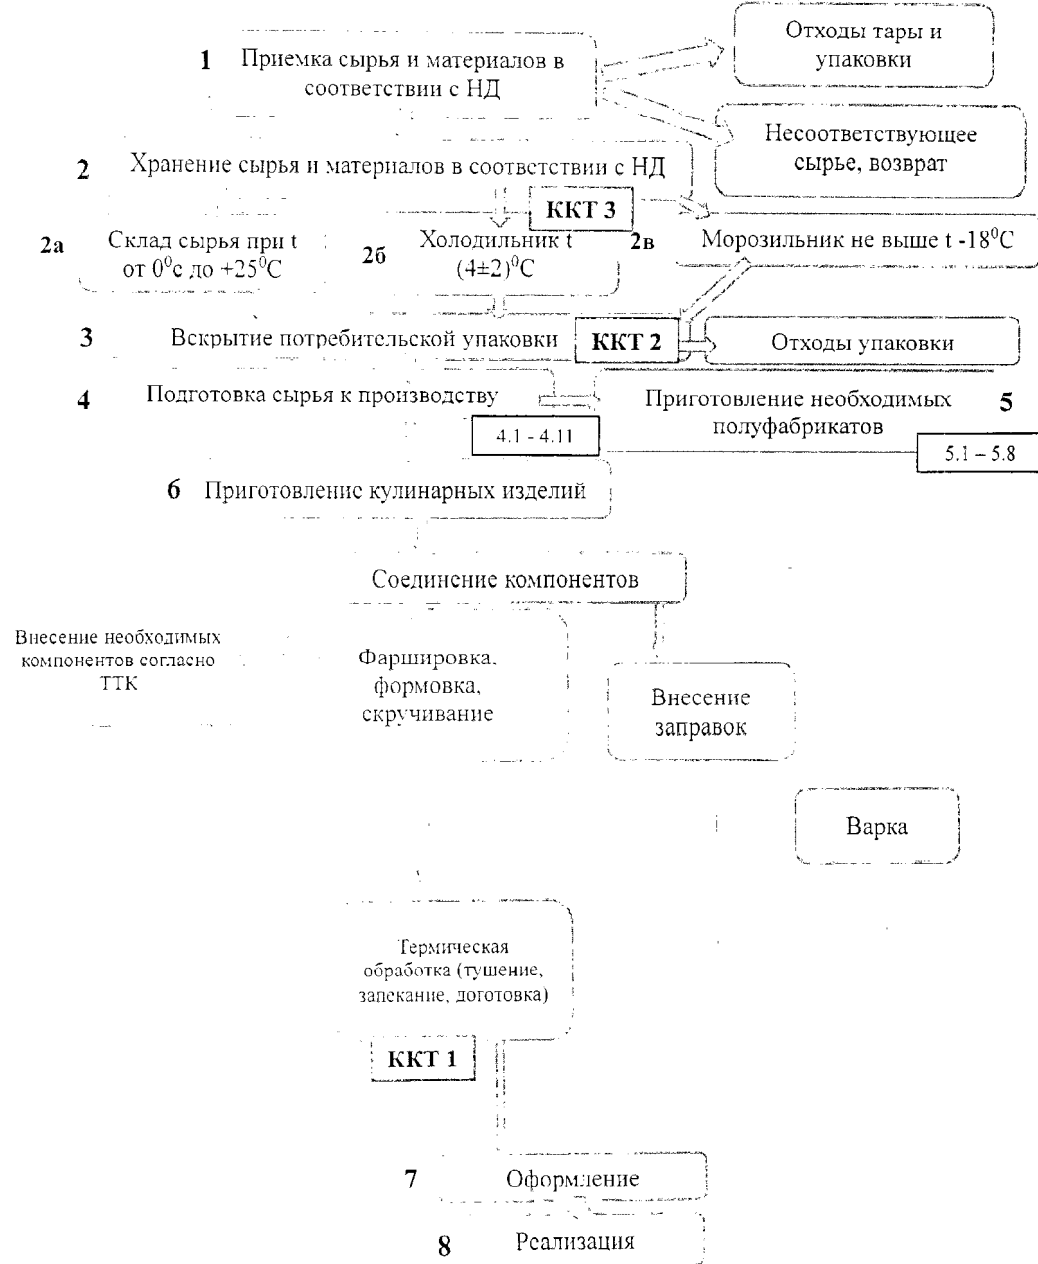 Отходы тары и
упаковки
1 Приемка сырья и материалов в
соответствии с НД
Несоответствующее
сырье, возврат
2 Хранение сырья и материалов в соответствии с НД
ККТ 3
2а Склад сырья при t
от 0⁰с до +25⁰С
2б Холодильник t
(4±2)⁰С
2в Морозильник не выше t -18⁰С
3 Вскрытие потребительской упаковки
ККТ 2
Отходы упаковки
4 Подготовка сырья к производству
4.1 - 4.11
Приготовление необходимых 5
полуфабрикатов
5.1 – 5.8
6 Приготовление кулинарных изделий
Соединение компонентов
Внесение необходимых
компонентов согласно
ТТК
Фаршировка,
формовка,
скручивание
Внесение
заправок
Варка
Термическая
обработка (тушение,
запекание, доготовка)
ККТ 1
7 Оформление
8 Реализация